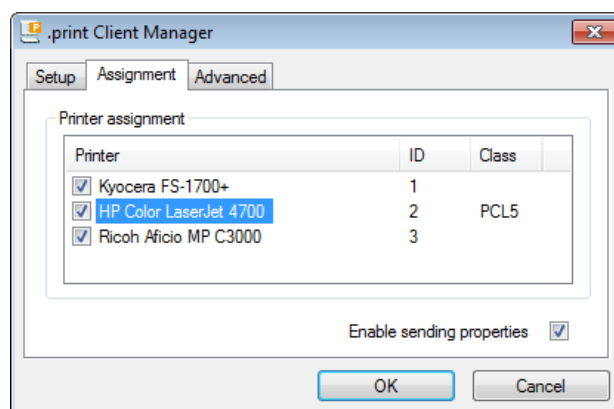 .print Client Manager
Setup Assignment Advanced
Printer assignment
Printer ID Class
Kyocera FS-1700+ 1
HP Color LaserJet 4700 2 PCL5
Ricoh Aficio MP C3000 3
Enable sending properties
OK Cancel